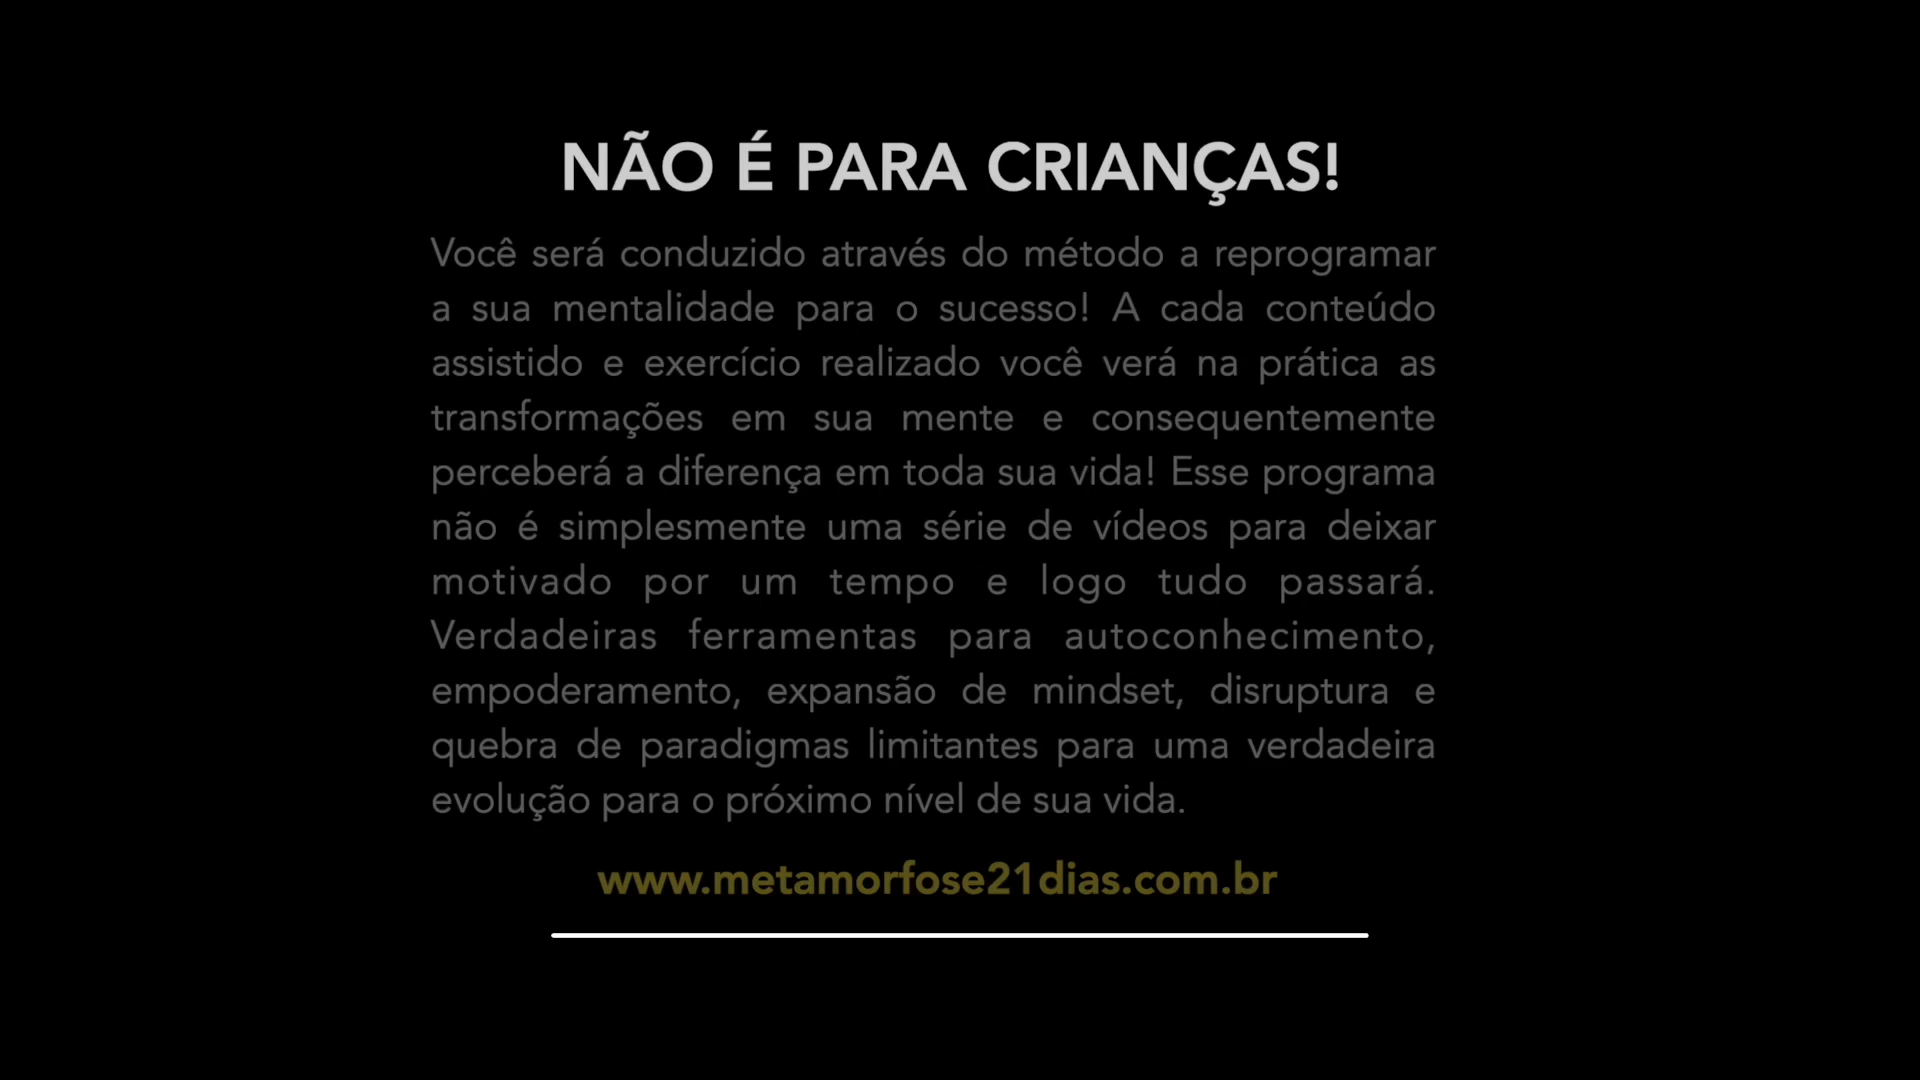 NÃO É PARA CRIANÇAS!
Você será conduzido através do método a reprogramar
a sua mentalidade para o sucesso! A cada conteúdo
assistido e exercício realizado você verá na prática as
transformações em sua mente e consequentemente
perceberá a diferença em toda sua vida! Esse programa
não é simplesmente uma série de vídeos para deixar
motivado por um tempo e logo tudo passará.
Verdadeiras ferramentas para autoconhecimento,
empoderamento, expansão de mindset, disruptura e
quebra de paradigmas limitantes para uma verdadeira
evolução para o próximo nível de sua vida.
www.metamorfose21dias.com.br